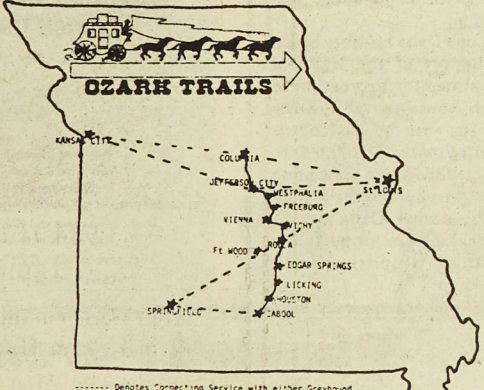 OZARK TRAILS
KANSAS CITY
COLUMBIA
JEFFERSON CITY
St LOUIS
WESTPHALIA
FREEBURG
VIENNA
VICHY
ROLLA
Ft WOOD
EDGAR SPRINGS
LICKING
HOUSTON
SPRINGFIELD
CABOOL
------ Denotes Connecting Service with either Greyhound